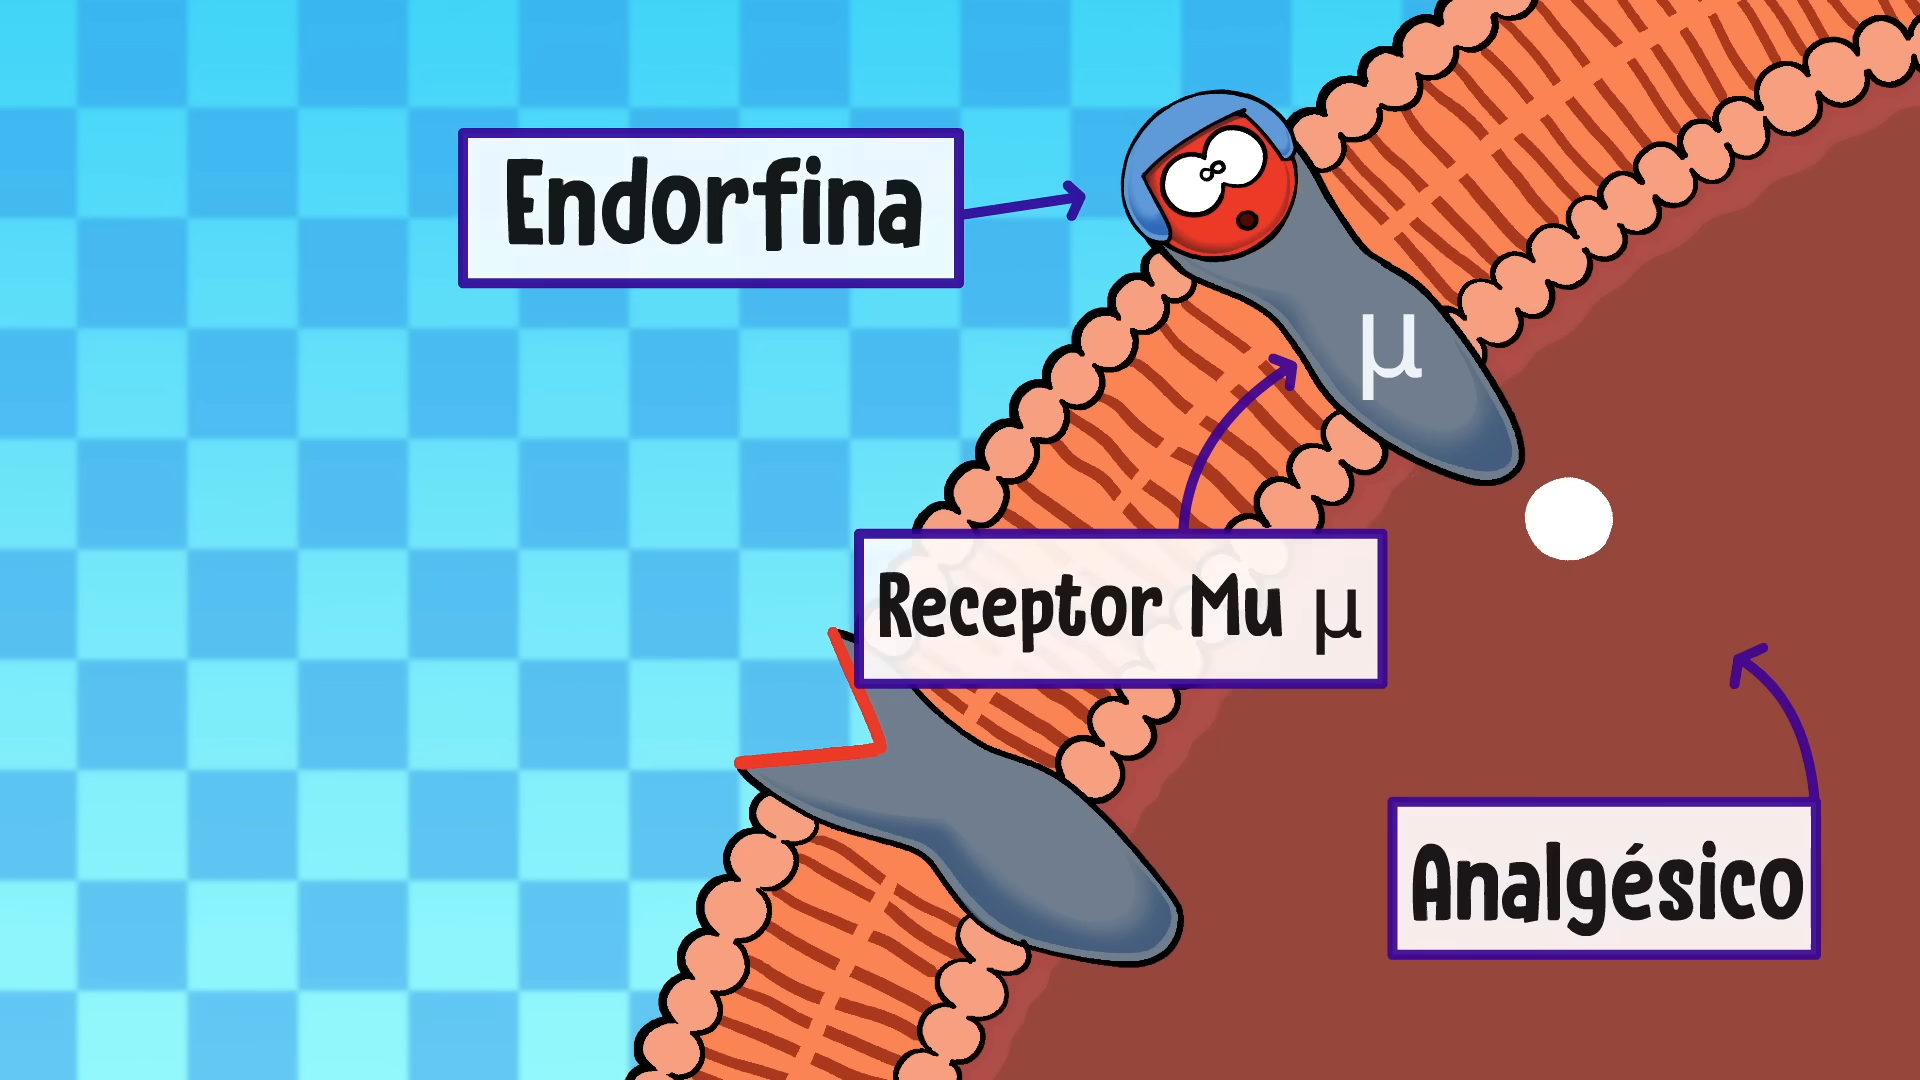 Endorfina
μ
Receptor Mu μ
Analgésico